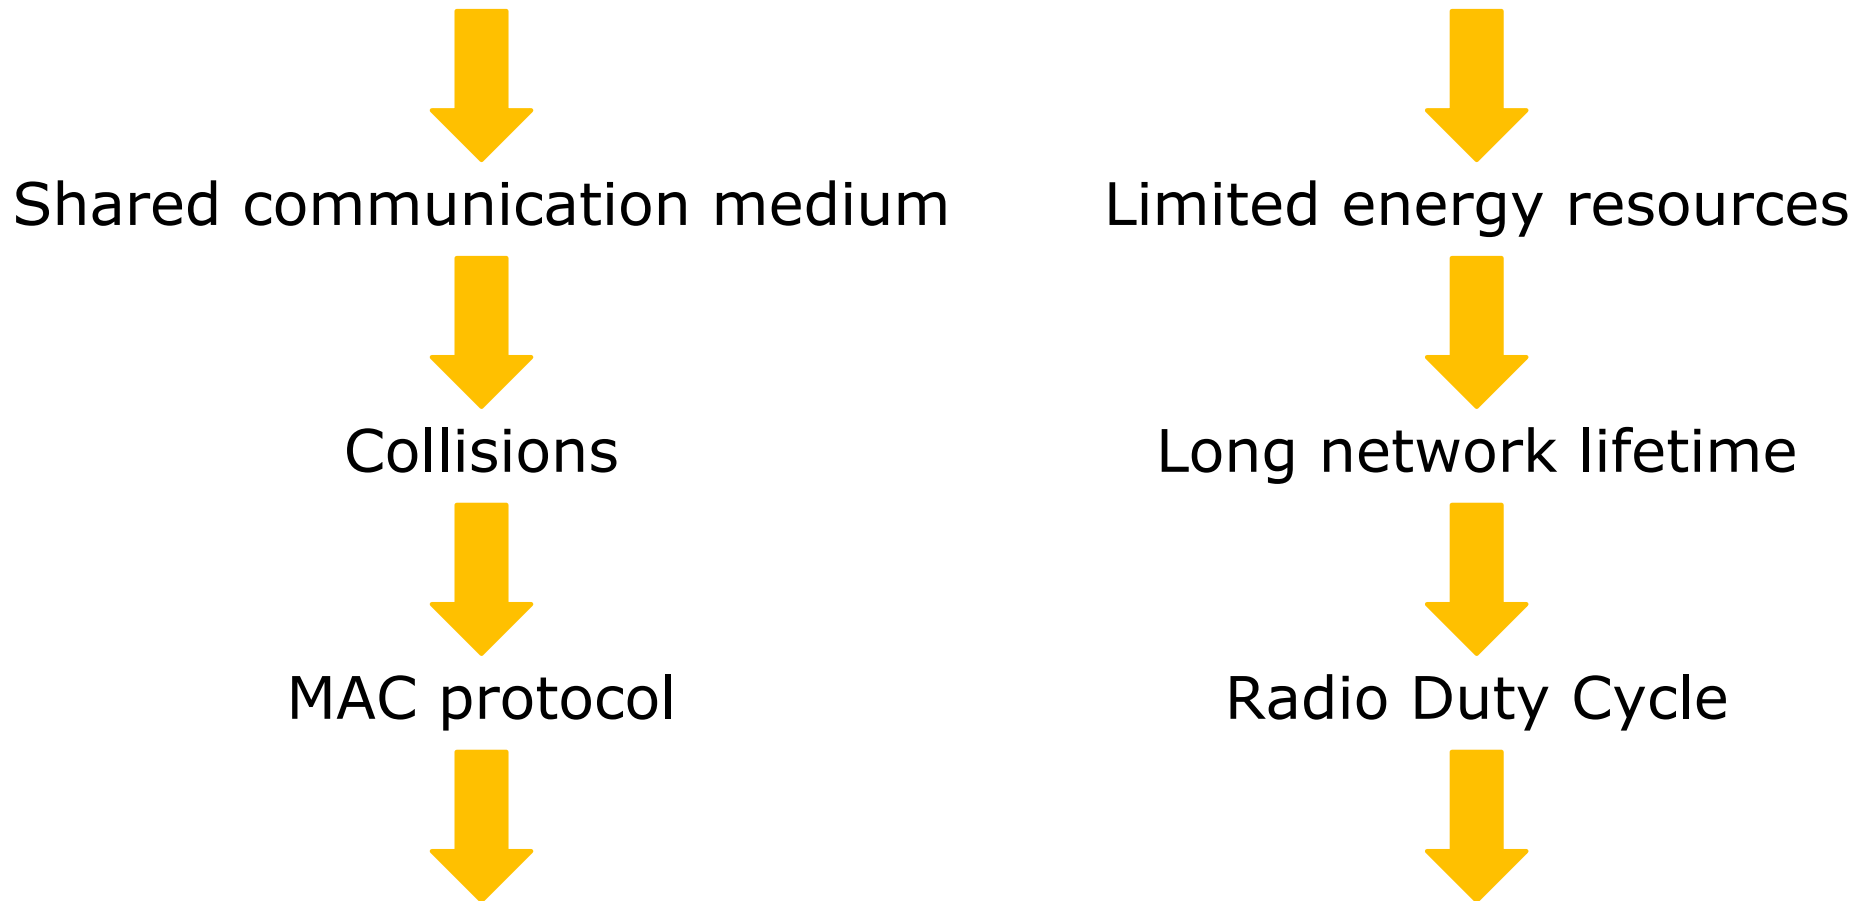 Shared communication medium
Limited energy resources
Collisions
Long network lifetime
MAC protocol
Radio Duty Cycle